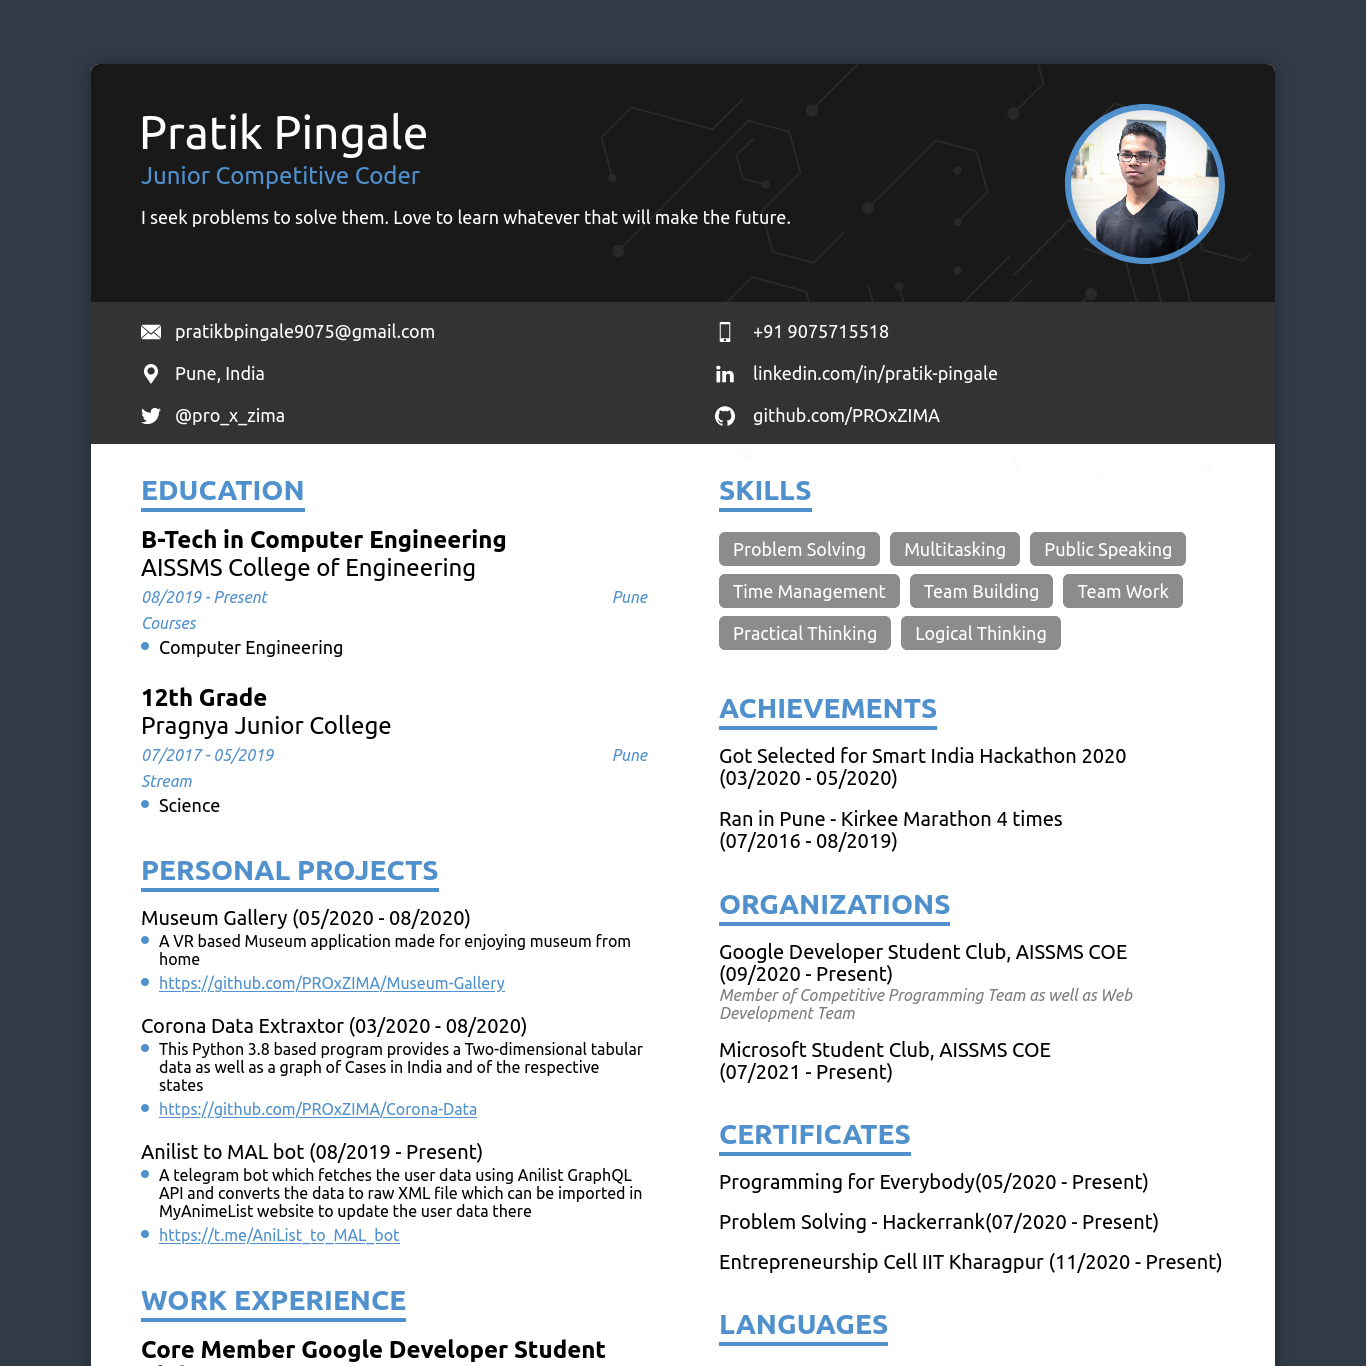 Pratik Pingale
Junior Competitive Coder
I seek problems to solve them. Love to learn whatever that will make the future.
pratikbpingale9075@gmail.com
+91 9075715518
Pune, India
linkedin.com/in/pratik-pingale
@pro_x_zima
github.com/PROxZIMA
EDUCATION
B-Tech in Computer Engineering
AISSMS College of Engineering
08/2019 - Present Pune
Courses
Computer Engineering
12th Grade
Pragnya Junior College
07/2017 - 05/2019 Pune
Stream
Science
PERSONAL PROJECTS
Museum Gallery (05/2020 - 08/2020)
A VR based Museum application made for enjoying museum from
home
https://github.com/PROxZIMA/Museum-Gallery
Corona Data Extraxtor (03/2020 - 08/2020)
This Python 3.8 based program provides a Two-dimensional tabular
data as well as a graph of Cases in India and of the respective
states
https://github.com/PROxZIMA/Corona-Data
Anilist to MAL bot (08/2019 - Present)
A telegram bot which fetches the user data using Anilist GraphQL
API and converts the data to raw XML file which can be imported in
MyAnimeList website to update the user data there
https://t.me/AniList_to_MAL_bot
WORK EXPERIENCE
Core Member Google Developer Student
SKILLS
Problem Solving Multitasking Public Speaking
Time Management Team Building Team Work
Practical Thinking Logical Thinking
ACHIEVEMENTS
Got Selected for Smart India Hackathon 2020
(03/2020 - 05/2020)
Ran in Pune - Kirkee Marathon 4 times
(07/2016 - 08/2019)
ORGANIZATIONS
Google Developer Student Club, AISSMS COE
(09/2020 - Present)
Member of Competitive Programming Team as well as Web
Development Team
Microsoft Student Club, AISSMS COE
(07/2021 - Present)
CERTIFICATES
Programming for Everybody(05/2020 - Present)
Problem Solving - Hackerrank(07/2020 - Present)
Entrepreneurship Cell IIT Kharagpur (11/2020 - Present)
LANGUAGES